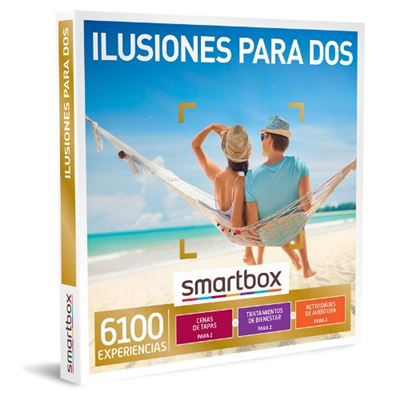 ILUSIONES PARA DOS
ILUSIONES PARA DOS
smartbox
smartbox
6100
EXPERIENCIAS
CENAS
DE TAPAS
PARA 2
o
TRATAMIENTOS
DE BIENESTAR
PARA 2
o
ACTIVIDADES
DE AVENTURA
PARA 2